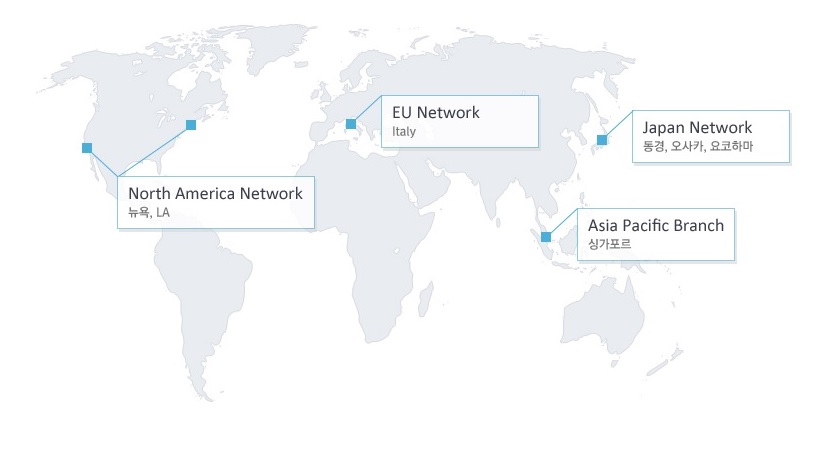 EU Network
Italy
Japan Network
동경, 오사카, 요코하마
North America Network
뉴욕, LA
Asia Pacific Branch
싱가포르